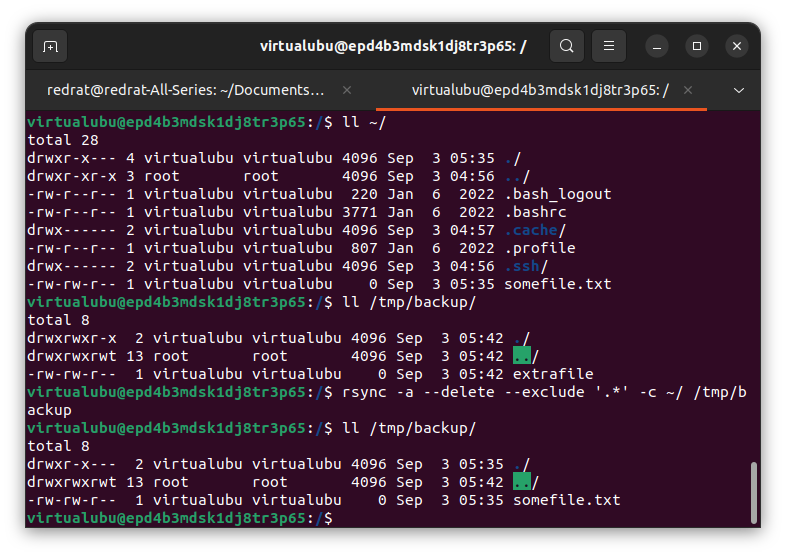 virtualubu@epd4b3mdsk1dj8tr3p65: /
redrat@redrat-All-Series: ~/Documents…
virtualubu@epd4b3mdsk1dj8tr3p65: /
virtualubu@epd4b3mdsk1dj8tr3p65:/$ ll ~/
total 28
drwxr-x--- 4 virtualubu virtualubu 4096 Sep  3 05:35 ./
drwxr-xr-x 3 root       root       4096 Sep  3 04:56 ../
-rw-r--r-- 1 virtualubu virtualubu  220 Jan  6  2022 .bash_logout
-rw-r--r-- 1 virtualubu virtualubu 3771 Jan  6  2022 .bashrc
drwx------ 2 virtualubu virtualubu 4096 Sep  3 04:57 .cache/
-rw-r--r-- 1 virtualubu virtualubu  807 Jan  6  2022 .profile
drwx------ 2 virtualubu virtualubu 4096 Sep  3 04:56 .ssh/
-rw-rw-r-- 1 virtualubu virtualubu    0 Sep  3 05:35 somefile.txt
virtualubu@epd4b3mdsk1dj8tr3p65:/$ ll /tmp/backup/
total 8
drwxrwxr-x  2 virtualubu virtualubu 4096 Sep  3 05:42 ./
drwxrwxrwt 13 root       root       4096 Sep  3 05:42 ../
-rw-rw-r--  1 virtualubu virtualubu    0 Sep  3 05:42 extrafile
virtualubu@epd4b3mdsk1dj8tr3p65:/$ rsync -a --delete --exclude '.*' -c ~/ /tmp/b
ackup
virtualubu@epd4b3mdsk1dj8tr3p65:/$ ll /tmp/backup/
total 8
drwxr-x---  2 virtualubu virtualubu 4096 Sep  3 05:35 ./
drwxrwxrwt 13 root       root       4096 Sep  3 05:42 ../
-rw-rw-r--  1 virtualubu virtualubu    0 Sep  3 05:35 somefile.txt
virtualubu@epd4b3mdsk1dj8tr3p65:/$